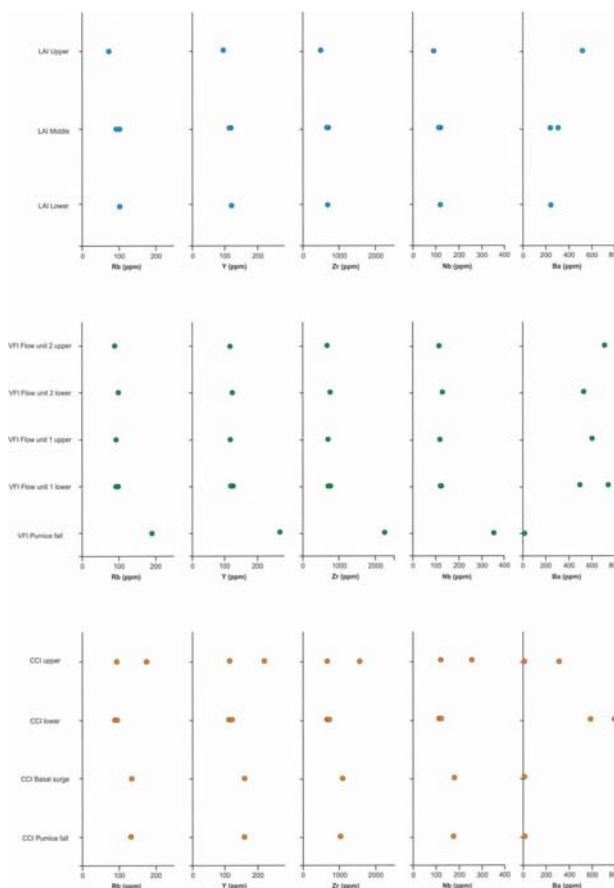 LAI Upper
LAI Middle
LAI Lower
0 100 200 0 100 200 0 1000 2000 0 100 200 300 400 0 200 400 600 80
Rb (ppm) Y (ppm) Zr (ppm) Nb (ppm) Ba (ppm)
VFI Flow unit 2 upper
VFI Flow unit 2 lower
VFI Flow unit 1 upper
VFI Flow unit 1 lower
VFI Pumice fall
0 100 200 0 100 200 0 1000 2000 0 100 200 300 400 0 200 400 600 80
Rb (ppm) Y (ppm) Zr (ppm) Nb (ppm) Ba (ppm)
CCI upper
CCI lower
CCI Basal surge
CCI Pumice fall
0 100 200 0 100 200 0 1000 2000 0 100 200 300 400 0 200 400 600 80
Rb (ppm) Y (ppm) Zr (ppm) Nb (ppm) Ba (ppm)